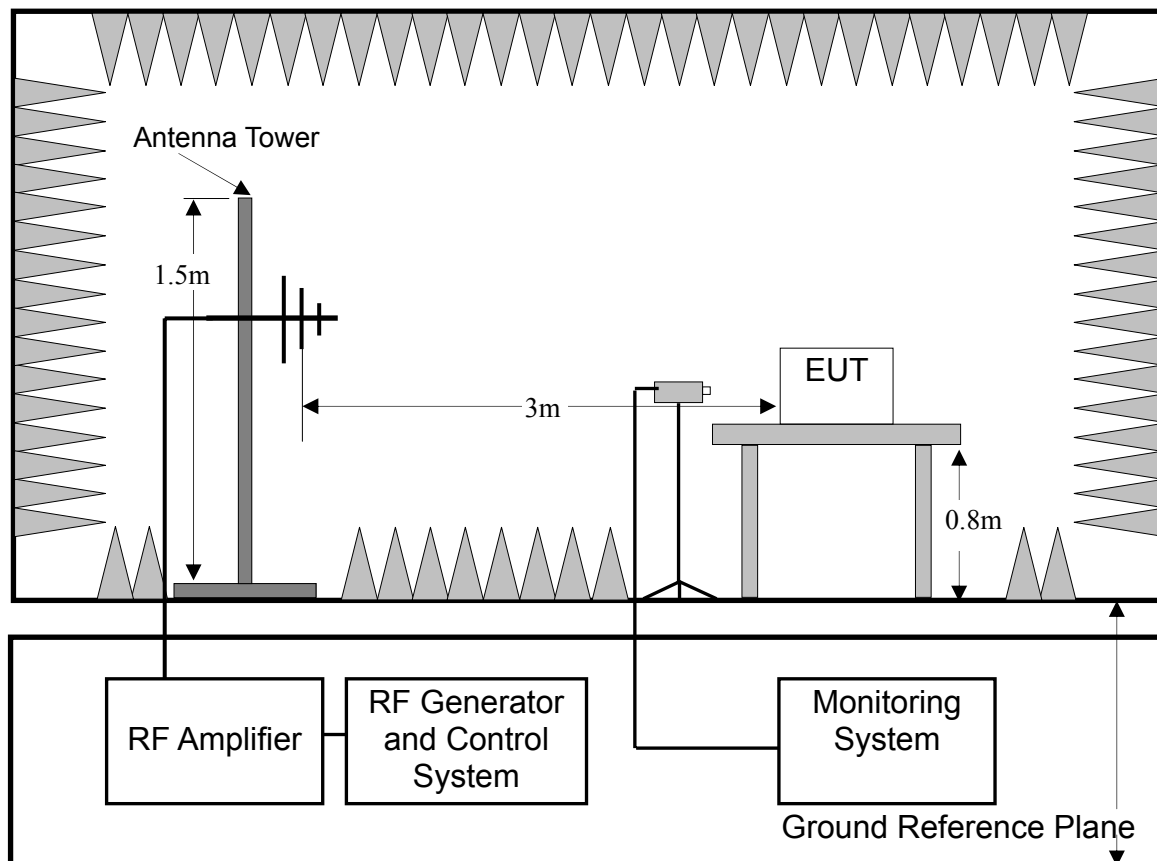 Antenna Tower
1.5m
3m
EUT
0.8m
RF Amplifier
RF Generator
and Control
System
Monitoring
System
Ground Reference Plane